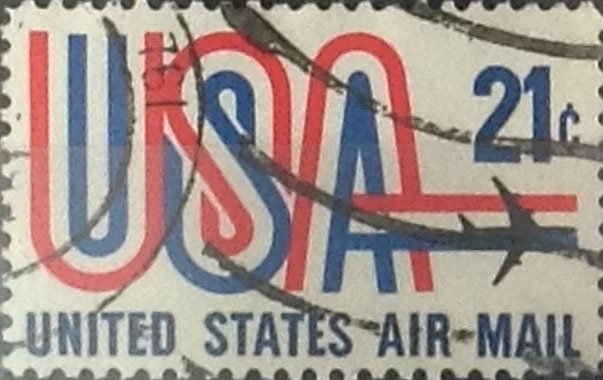 USA
21¢
UNITED STATES AIR MAIL